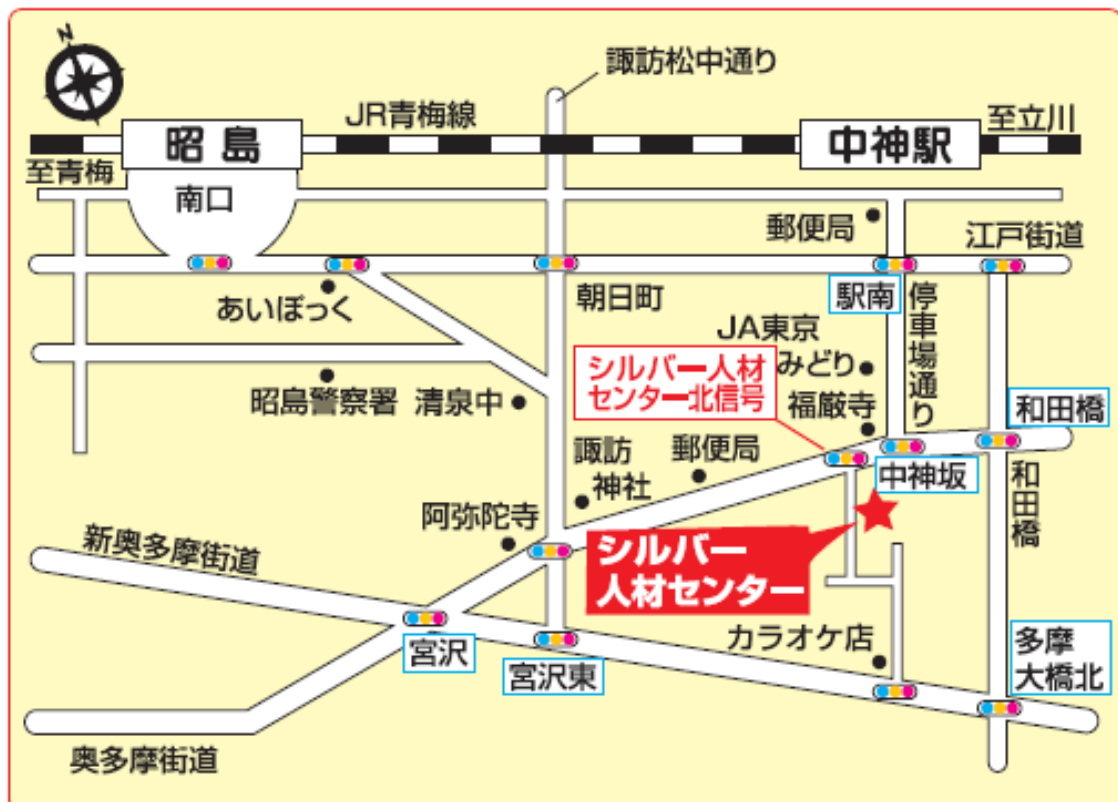 N
諏訪松中通り
JR青梅線
至立川
昭島
中神駅
至青梅
南口
郵便局
江戸街道
あいぽっく
朝日町
駅南
停車場通り
JA東京
みどり
シルバー人材
センター北信号
昭島警察署
清泉中
福厳寺
和田橋
諏訪
神社
郵便局
中神坂
和田橋
阿弥陀寺
新奥多摩街道
シルバー
人材センター
宮沢
宮沢東
カラオケ店
多摩
大橋北
奥多摩街道